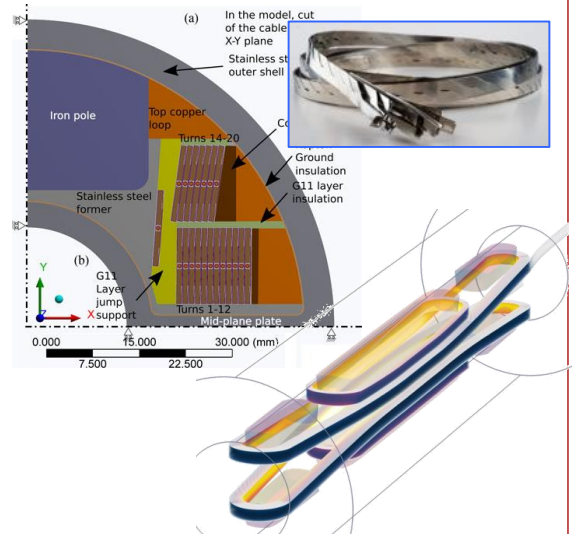 (a)
In the model, cut
of the cable
X-Y plane
Stainless st
outer shell
Iron pole
Top copper
loop
Turns 14-20
Co
Ground
insulation
G11 layer
insulation
Stainless steel
former
(b)
G11
Layer
jump
support
Turns 1-12
Mid-plane plate
Y
X
0.000
15.000
30.000 (mm)
7.500
22.500